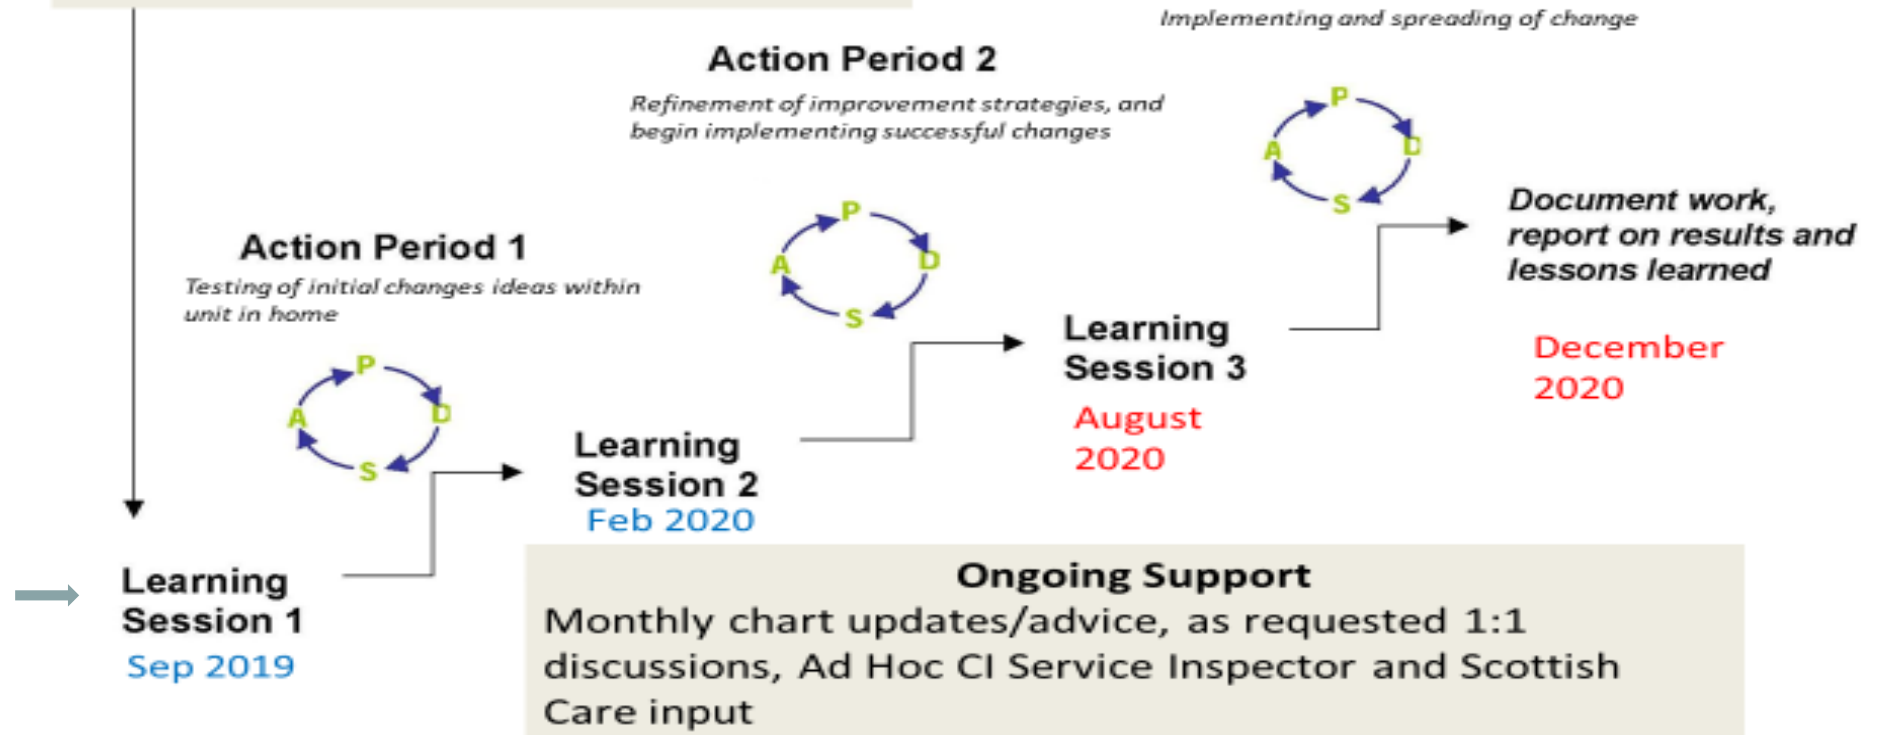 Implementing and spreading of change
Action Period 2
Refinement of improvement strategies, and
begin implementing successful changes
P
D
S
A
Document work,
report on results and
lessons learned
December
2020
Action Period 1
Testing of initial changes ideas within
unit in home
P
D
S
A
Learning
Session 3
August
2020
P
D
S
A
Learning
Session 2
Feb 2020
Learning
Session 1
Sep 2019
Ongoing Support
Monthly chart updates/advice, as requested 1:1
discussions, Ad Hoc CI Service Inspector and Scottish
Care input